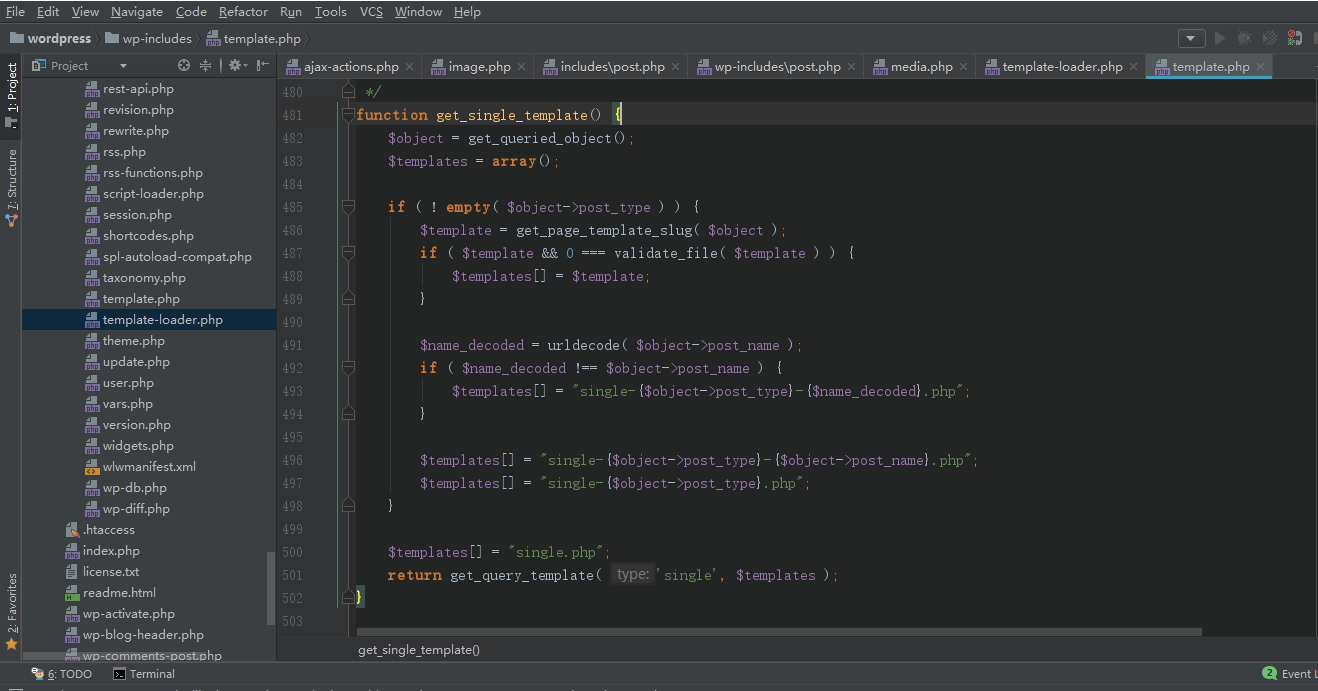 File Edit View Navigate Code Refactor Run Tools VCS Window Help
wordpress wp-includes template.php
Project
ajax-actions.php image.php includes\post.php wp-includes\post.php media.php template-loader.php template.php
1: Project
7: Structure
2: Favorites
rest-api.php
revision.php
rewrite.php
rss.php
rss-functions.php
script-loader.php
session.php
shortcodes.php
spl-autoload-compat.php
taxonomy.php
template.php
template-loader.php
theme.php
update.php
user.php
vars.php
version.php
widgets.php
wlwmanifest.xml
wp-db.php
wp-diff.php
.htaccess
index.php
license.txt
readme.html
wp-activate.php
wp-blog-header.php
wp-comments-post.php
480 */
481 function get_single_template() {
482 $object = get_queried_object();
483 $templates = array();
484
485 if ( ! empty( $object->post_type ) ) {
486 $template = get_page_template_slug( $object );
487 if ( $template && 0 === validate_file( $template ) ) {
488 $templates[] = $template;
489 }
490
491 $name_decoded = urldecode( $object->post_name );
492 if ( $name_decoded !== $object->post_name ) {
493 $templates[] = "single-{$object->post_type}-{$name_decoded}.php";
494 }
495
496 $templates[] = "single-{$object->post_type}-{$object->post_name}.php";
497 $templates[] = "single-{$object->post_type}.php";
498 }
499
500 $templates[] = "single.php";
501 return get_query_template( type: 'single', $templates );
502 }
503
get_single_template()
6: TODO Terminal 2 Event L